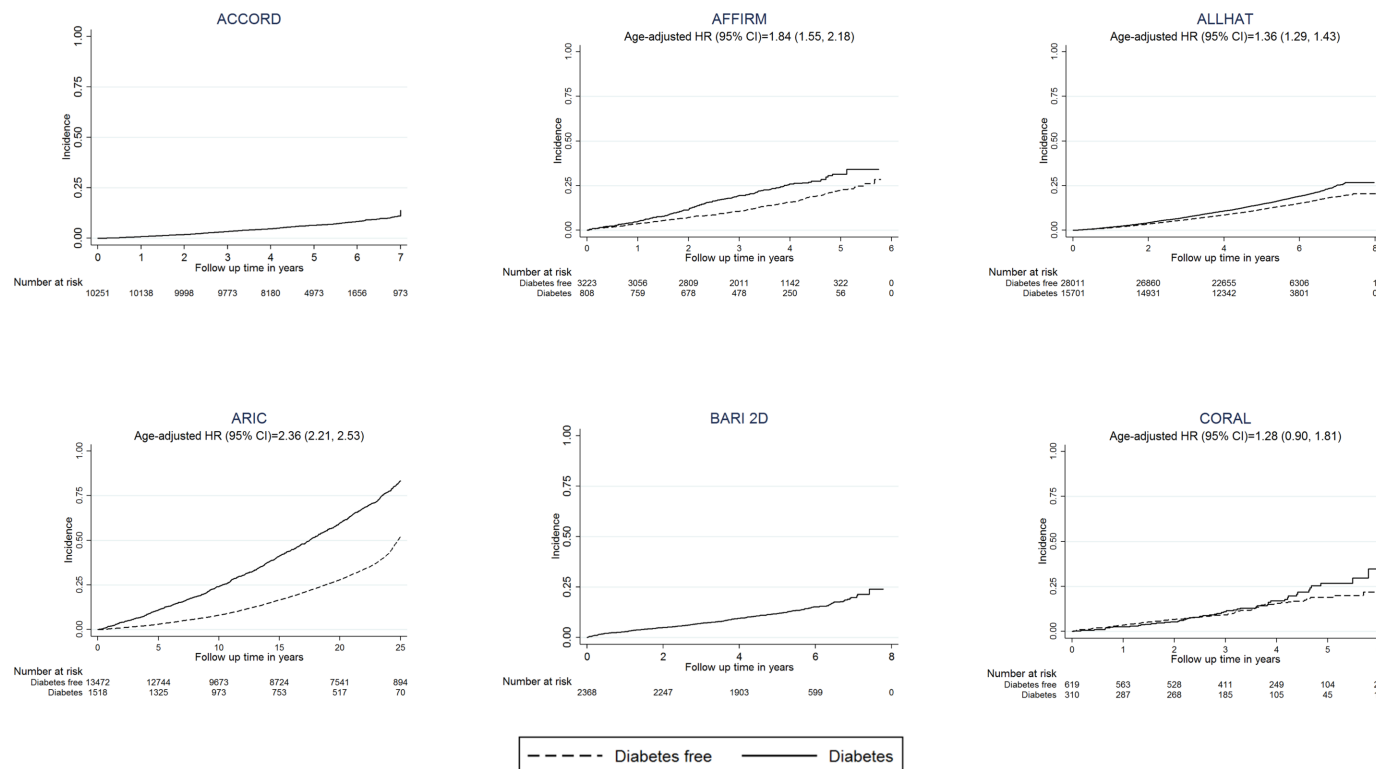 ACCORD
1.00
0.75
0.50
0.25
0.00
Incidence
0 1 2 3 4 5 6 7
Follow up time in years
Number at risk
10251 10138 9998 9773 8180 4973 1656 973
AFFIRM
Age-adjusted HR (95% CI)=1.84 (1.55, 2.18)
1.00
0.75
0.50
0.25
0.00
Incidence
0 1 2 3 4 5 6
Follow up time in years
Number at risk
Diabetes free 3223 3056 2809 2011 1142 322 0
Diabetes 808 759 678 478 250 56 0
ALLHAT
Age-adjusted HR (95% CI)=1.36 (1.29, 1.43)
1.00
0.75
0.50
0.25
0.00
Incidence
0 2 4 6 8
Follow up time in years
Number at risk
Diabetes free 28011 26860 22655 6306 1
Diabetes 15701 14931 12342 3801 0
ARIC
Age-adjusted HR (95% CI)=2.36 (2.21, 2.53)
1.00
0.75
0.50
0.25
0.00
Incidence
0 5 10 15 20 25
Follow up time in years
Number at risk
Diabetes free 13472 12744 9673 8724 7541 894
Diabetes 1518 1325 973 753 517 70
BARI 2D
1.00
0.75
0.50
0.25
0.00
Incidence
0 2 4 6 8
Follow up time in years
Number at risk
2368 2247 1903 599 0
CORAL
Age-adjusted HR (95% CI)=1.28 (0.90, 1.81)
1.00
0.75
0.50
0.25
0.00
Incidence
0 1 2 3 4 5
Follow up time in years
Number at risk
Diabetes free 619 563 528 411 249 104 2
Diabetes 310 287 268 185 105 45
Diabetes free Diabetes